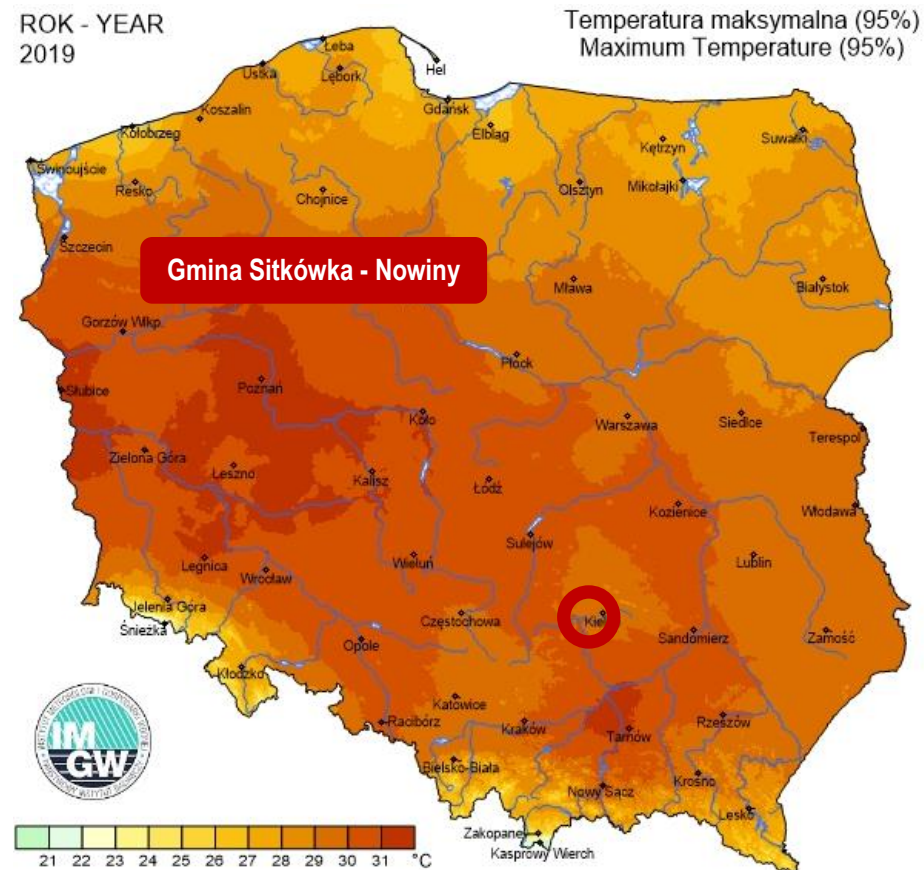 ROK - YEAR
2019
Temperatura maksymalna (95%)
Maximum Temperature (95%)
Łeba
Ustka
Lębork
Hel
Koszalin
Gdańsk
Kołobrzeg
Elbląg
Kętrzyn
Suwałki
Świnoujście
Resko
Chojnice
Olsztyn
Mikołajki
Szczecin
Gmina Sitkówka - Nowiny
Mława
Białystok
Gorzów Wlkp.
Płock
Słubice
Poznań
Koło
Warszawa
Siedlce
Terespol
Zielona Góra
Leszno
Kalisz
Łódź
Kozienice
Włodawa
Sulejów
Legnica
Wrocław
Wieluń
Lublin
Jelenia Góra
Śnieżka
Częstochowa
Kiel
Sandomierz
Zamość
Opole
Kłodzko
Katowice
Racibórz
Kraków
Tarnów
Rzeszów
Bielsko-Biała
Nowy Sącz
Krosno
Lesko
Zakopane
Kasprowy Wierch
IM
GW
21 22 23 24 25 26 27 28 29 30 31 °C